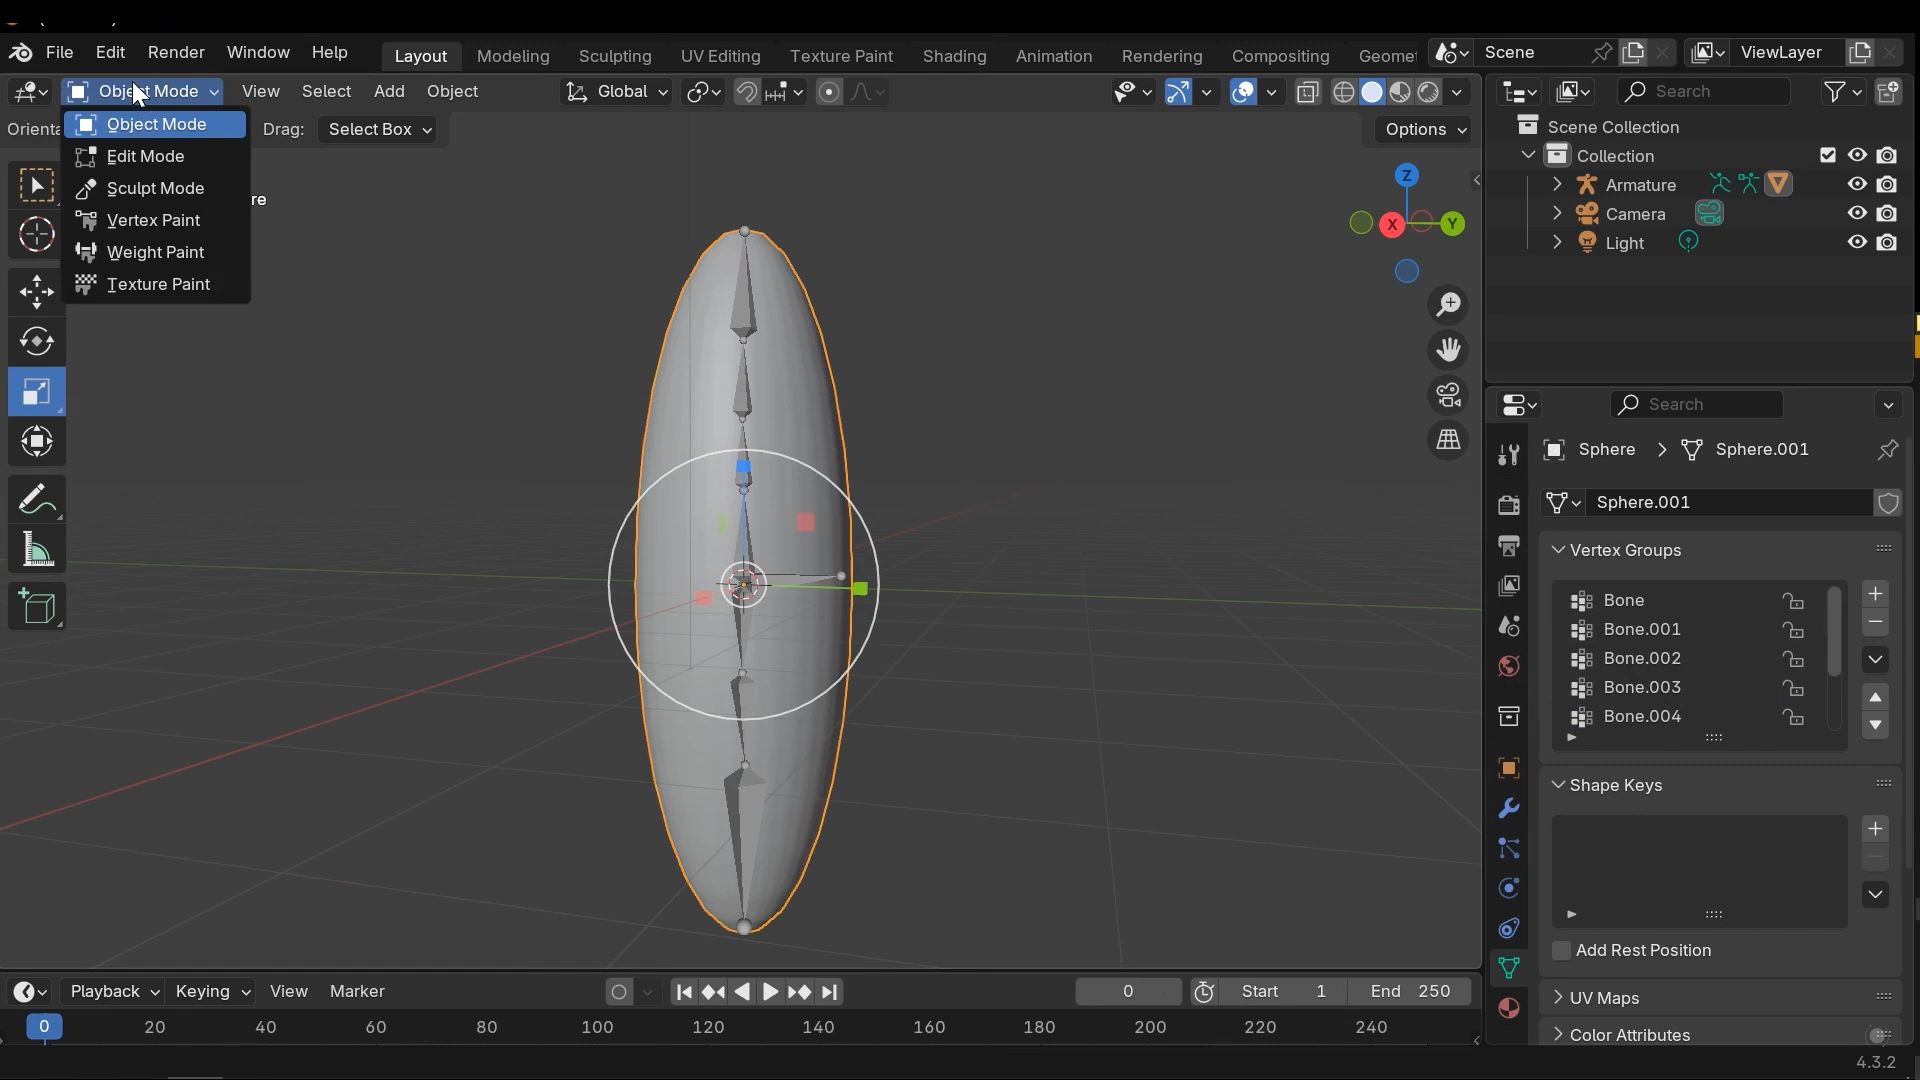 File Edit Render Window Help Layout Modeling Sculpting UV Editing Texture Paint Shading Animation Rendering Compositing Scene ViewLayer
Object Mode View Select Add Object Global Search
Drag: Select Box Options
Object Mode
Edit Mode
Sculpt Mode
Vertex Paint
Weight Paint
Texture Paint
re
Z
X
Y
Scene Collection
Collection
Armature
Camera
Light
Search
Sphere > Sphere.001
Sphere.001
Vertex Groups
Bone
Bone.001
Bone.002
Bone.003
Bone.004
Shape Keys
Add Rest Position
UV Maps
Color Attributes
Playback Keying View Marker 0 Start 1 End 250
0 20 40 60 80 100 120 140 160 180 200 220 240
4.3.2